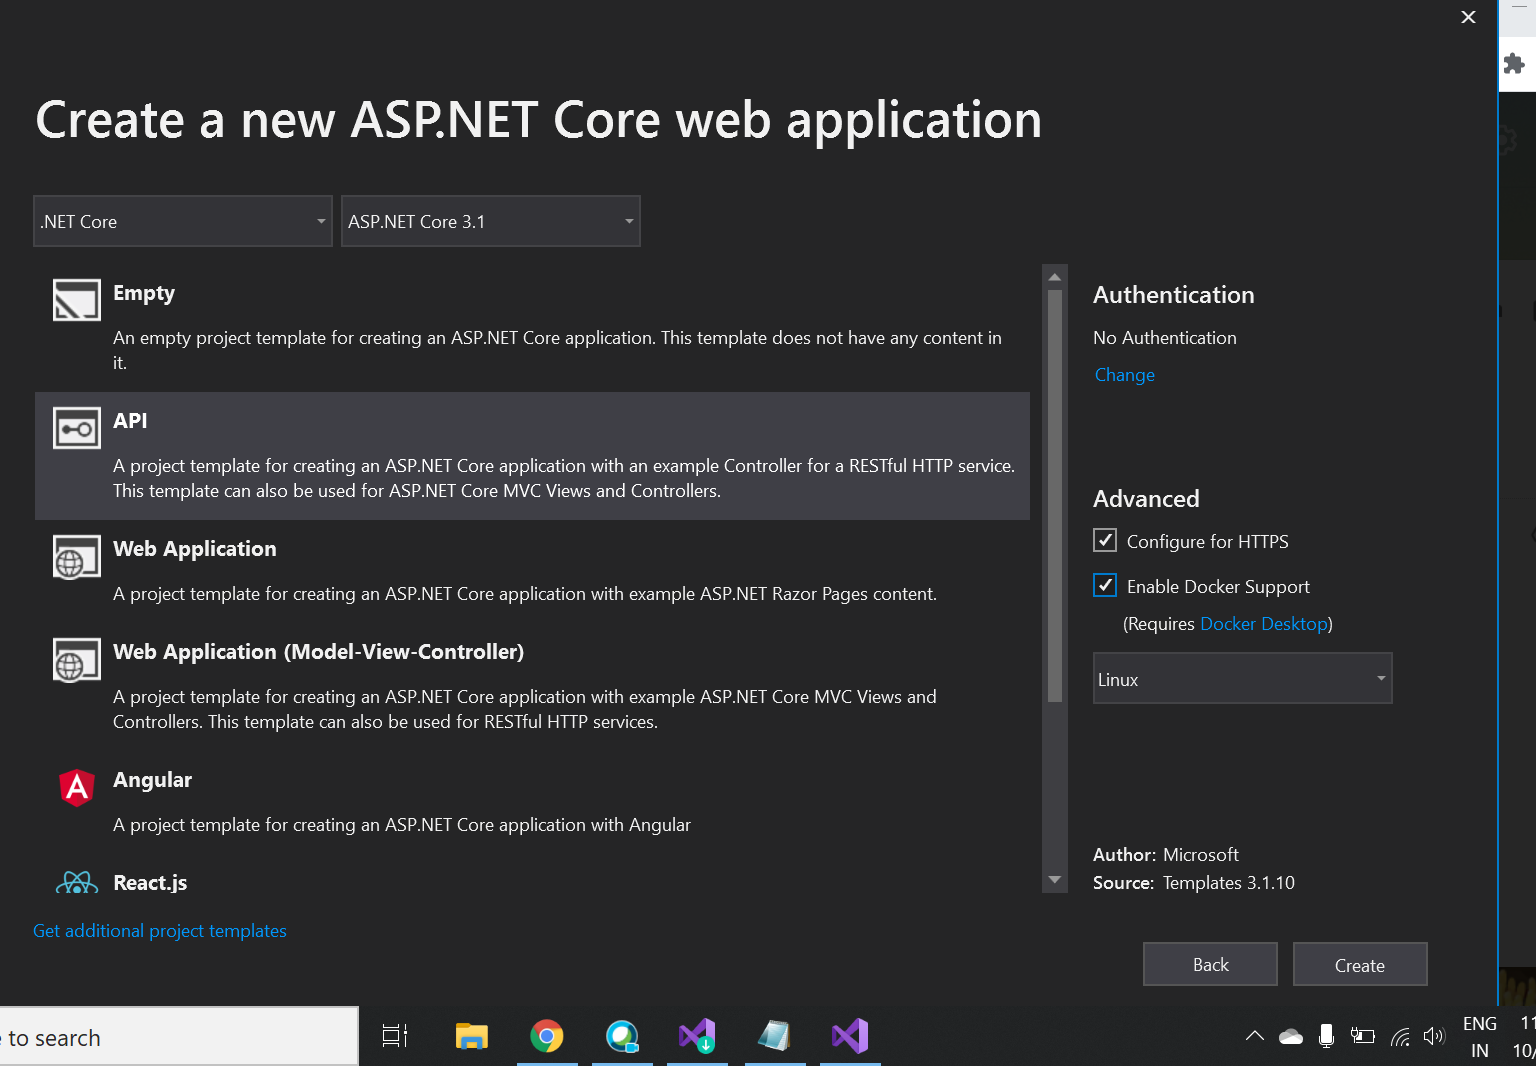 Create a new ASP.NET Core web application
.NET Core
ASP.NET Core 3.1
Empty
An empty project template for creating an ASP.NET Core application. This template does not have any content in
it.
API
A project template for creating an ASP.NET Core application with an example Controller for a RESTful HTTP service.
This template can also be used for ASP.NET Core MVC Views and Controllers.
Web Application
A project template for creating an ASP.NET Core application with example ASP.NET Razor Pages content.
Web Application (Model-View-Controller)
A project template for creating an ASP.NET Core application with example ASP.NET Core MVC Views and
Controllers. This template can also be used for RESTful HTTP services.
Angular
A project template for creating an ASP.NET Core application with Angular
React.js
Get additional project templates
Authentication
No Authentication
Change
Advanced
Configure for HTTPS
Enable Docker Support
(Requires Docker Desktop)
Linux
Author: Microsoft
Source: Templates 3.1.10
Back
Create
to search
ENG
IN
11
10/